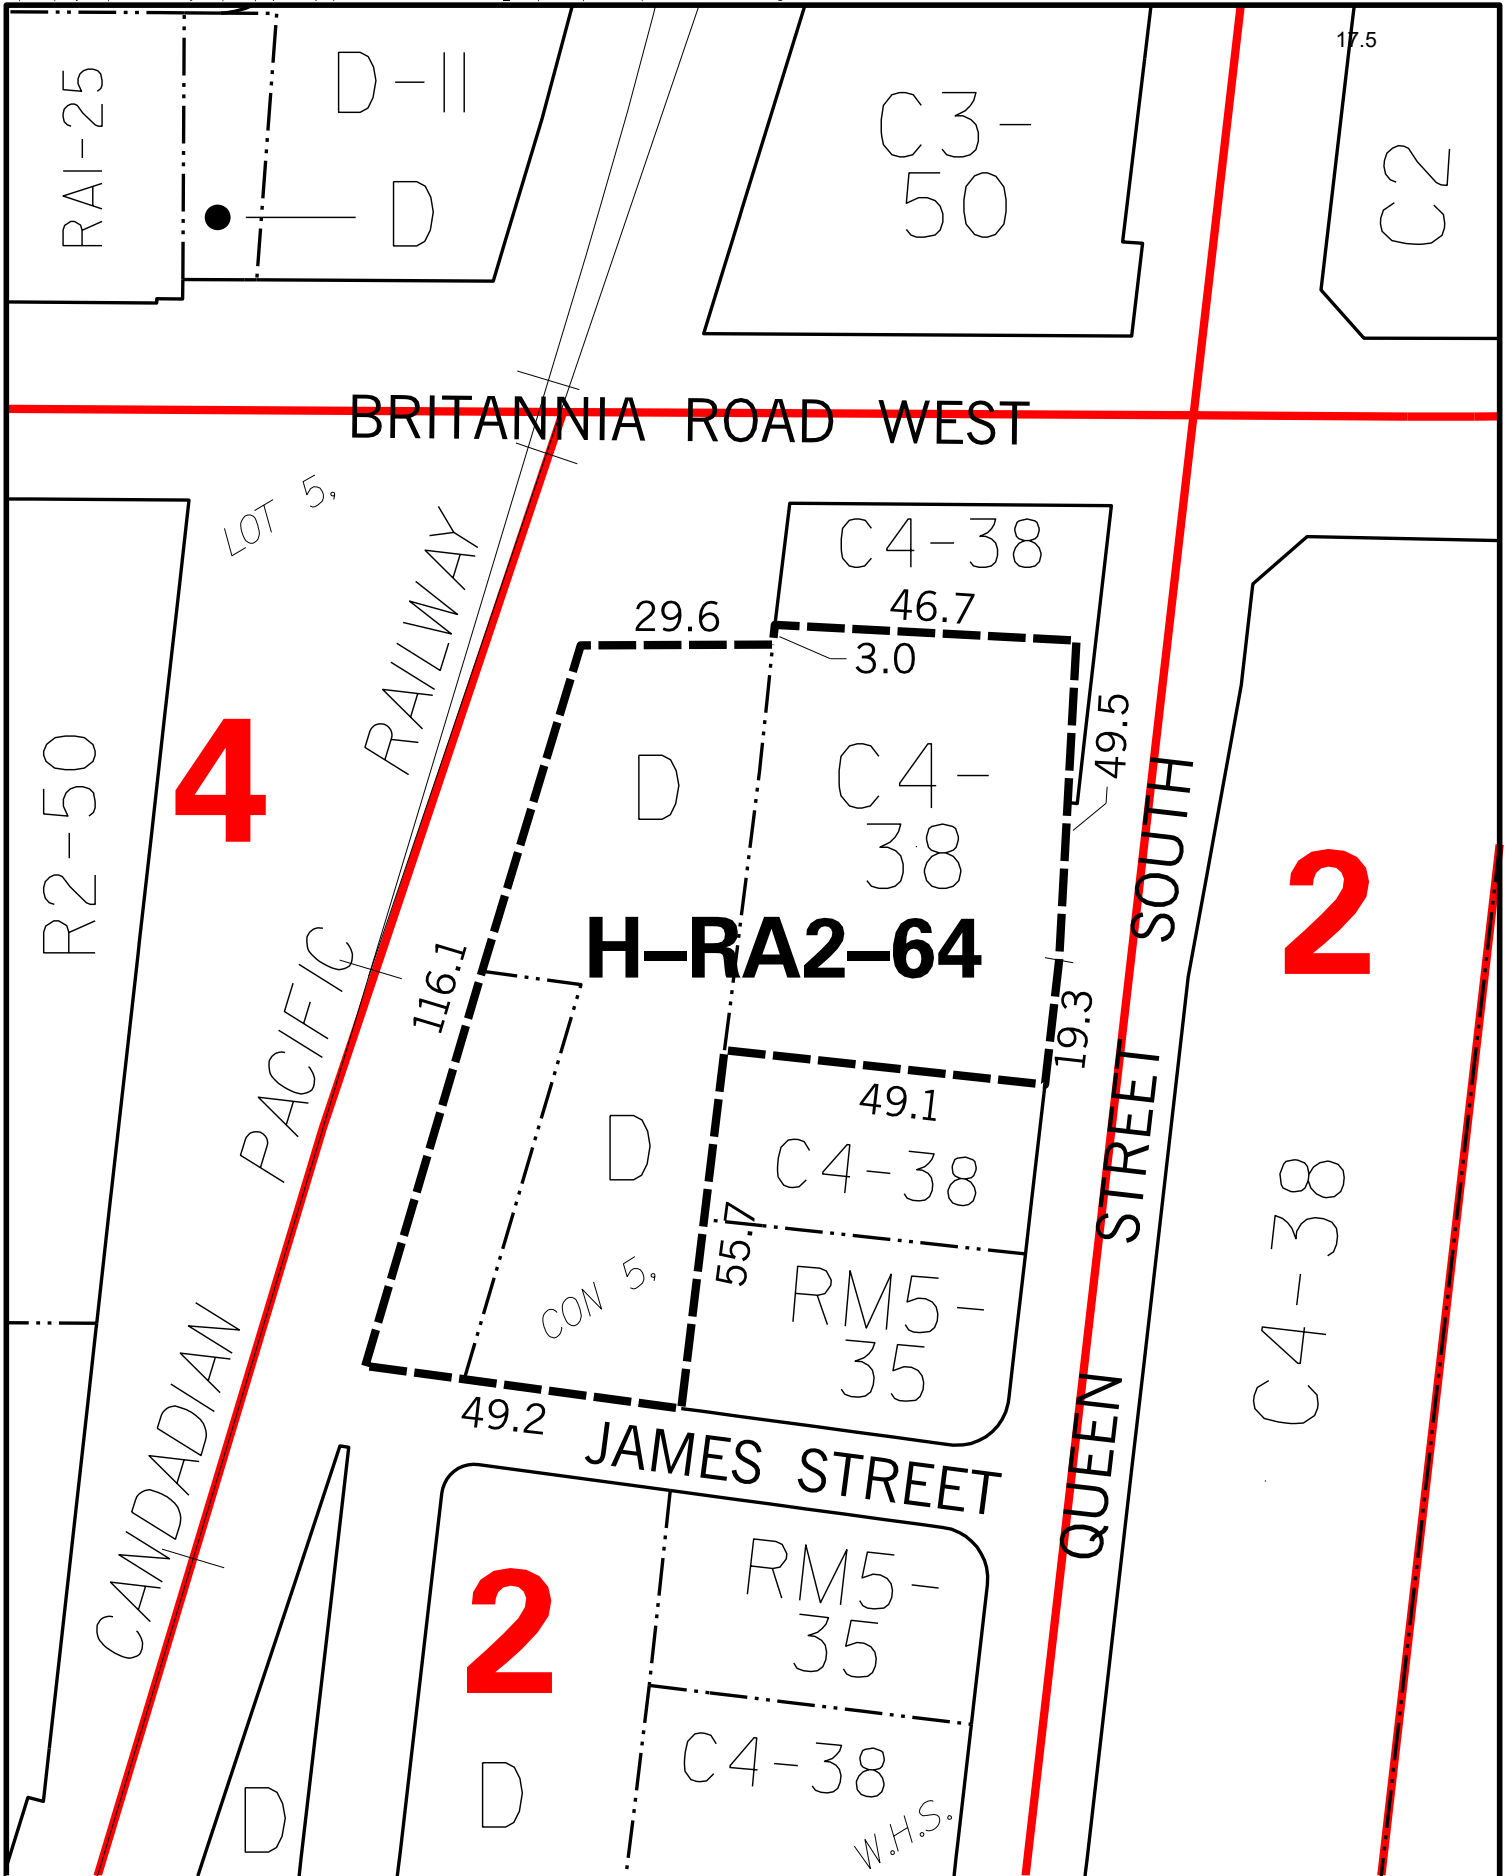 17.5
D-11
RA1-25
C3-
50
C2
D
BRITANNIA ROAD WEST
LOT 5,
C4-38
29.6
46.7
3.0
49.5
R2-50
4
D
C4-
38
2
H-RA2-64
116.1
19.3
49.1
D
C4-38
55.7
CON 5,
RM5-
35
C4-38
49.2
JAMES STREET
QUEEN STREET SOUTH
CANDADIAN PACIFIC RAILWAY
2
RM5-
35
D
D
C4-38
W.H.S.